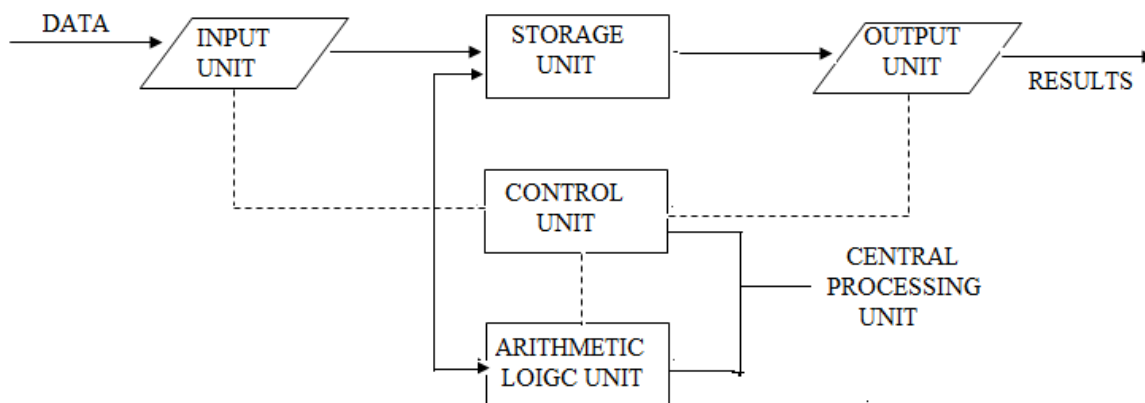 DATA
INPUT
UNIT
STORAGE
UNIT
OUTPUT
UNIT
RESULTS
CONTROL
UNIT
CENTRAL
PROCESSING
UNIT
ARITHMETIC
LOIGC UNIT